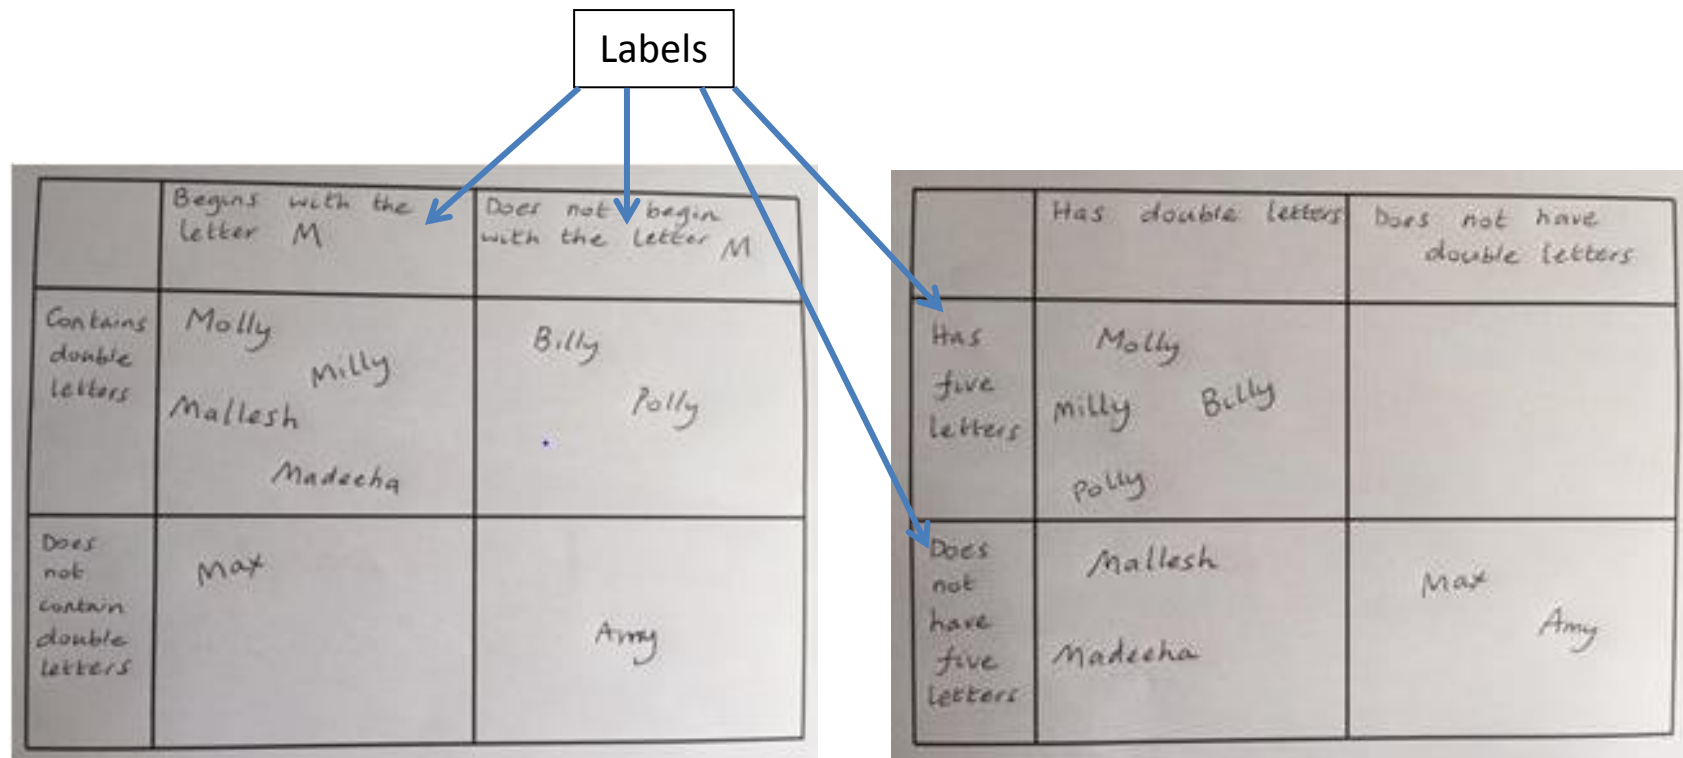 Labels
Begins with the
letter M
Does not begin
with the letter M
Contains
double
letters
Molly
Milly
Mallesh
Madeeha
Billy
Polly
Does
not
contain
double
letters
Max
Amy
Has double letters
Does not have
double letters
Has
five
letters
Molly
Milly
Billy
Polly
Does
not
have
five
letters
Mallesh
Madeeha
Max
Amy